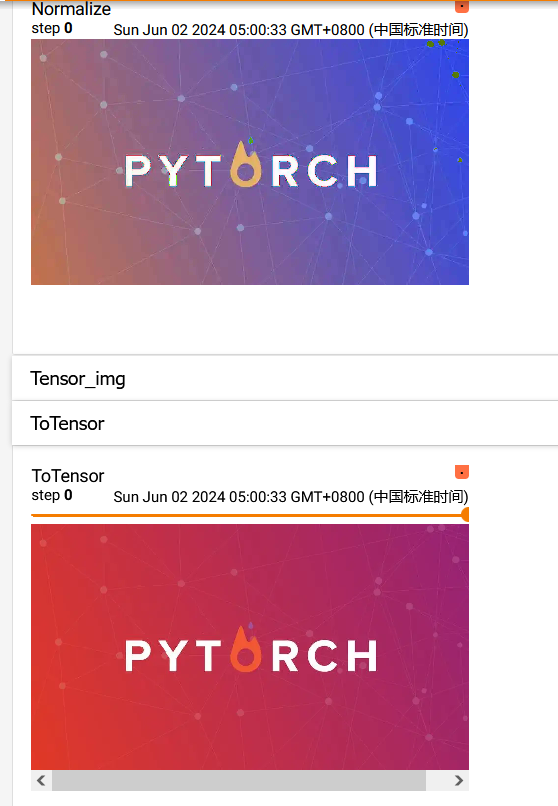 Normalize
step 0 Sun Jun 02 2024 05:00:33 GMT+0800 (中国标准时间)
PYTORCH
Tensor_img
ToTensor
ToTensor
step 0 Sun Jun 02 2024 05:00:33 GMT+0800 (中国标准时间)
PYTORCH